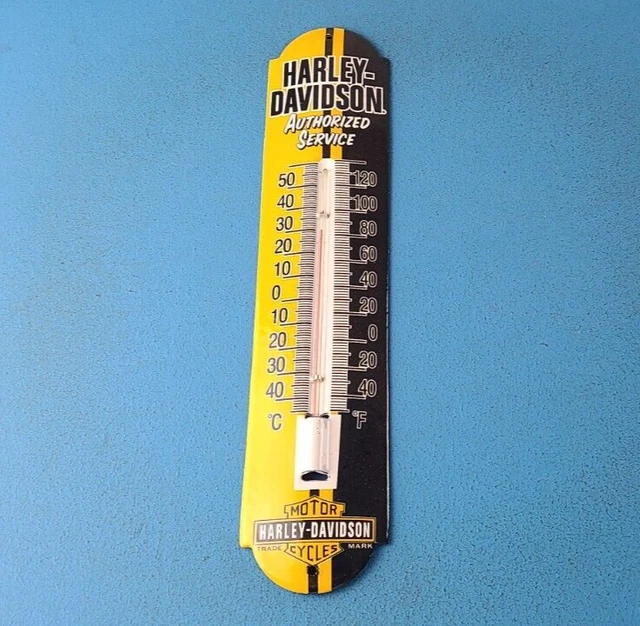 HARLEY-
DAVIDSON
AUTHORIZED
SERVICE
50 120
40 100
30 80
20 60
10 40
0 20
10 0
20 20
30 40
40
°C °F
MOTOR
HARLEY-DAVIDSON
TRADE CYCLES MARK